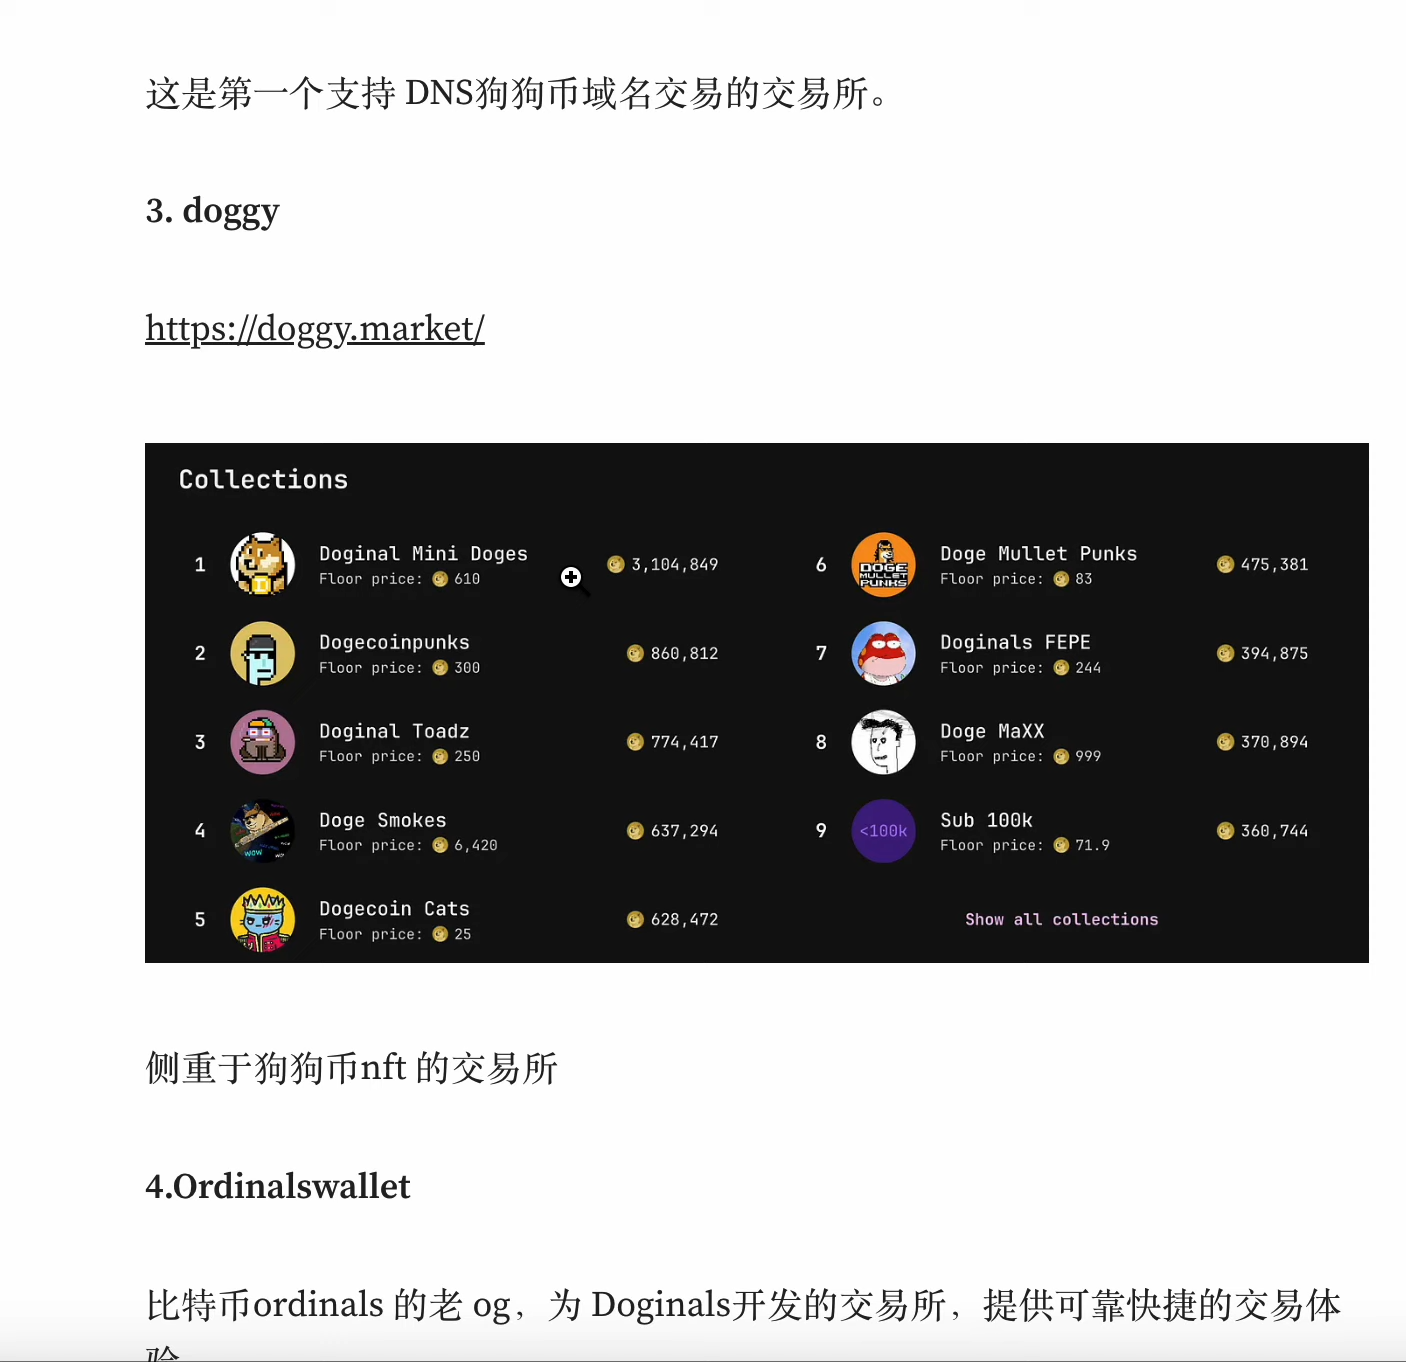 这是第一个支持 DNS狗狗币域名交易的交易所。
3. doggy
https://doggy.market/
Collections
1
Doginal Mini Doges
3,104,849
Floor price: 610
2
Dogecoinpunks
860,812
Floor price: 300
3
Doginal Toadz
774,417
Floor price: 250
4
WOW
Doge Smokes
637,294
Floor price: 6,420
5
Dogecoin Cats
628,472
Floor price: 25
6
DOGE
MULLET
PUNKS
Doge Mullet Punks
475,381
Floor price: 83
7
Doginals FEPE
394,875
Floor price: 244
8
Doge MaXX
370,894
Floor price: 999
9
<100k
Sub 100k
360,744
Floor price: 71.9
Show all collections
侧重于狗狗币nft 的交易所
4.Ordinalswallet
比特币ordinals 的老 og，为 Doginals开发的交易所，提供可靠快捷的交易体